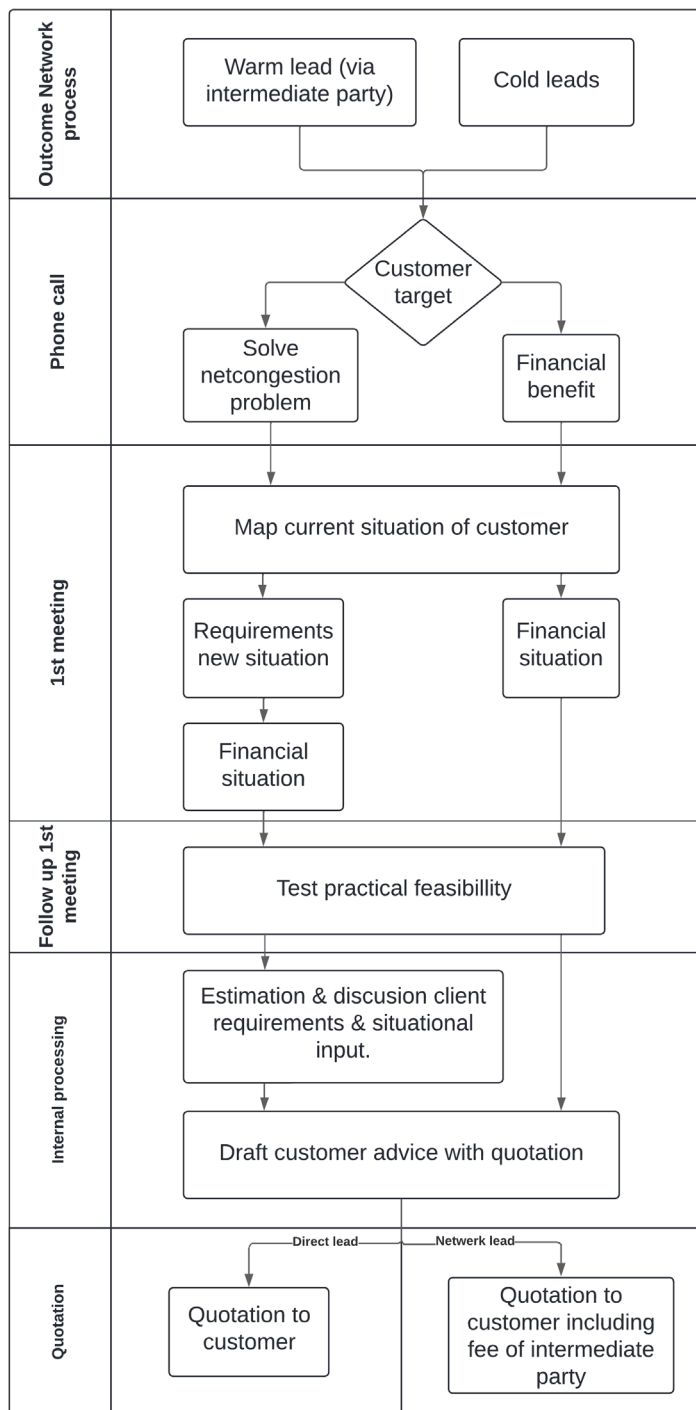 Outcome Network
process
Warm lead (via
intermediate party)
Cold leads
Phone call
Customer
target
Solve
netcongestion
problem
Financial
benefit
1st meeting
Map current situation of customer
Requirements
new situation
Financial
situation
Financial
situation
Follow up 1st
meeting
Test practical feasibillity
Internal processing
Estimation & discusion client
requirements & situational
input.
Draft customer advice with quotation
Quotation
Direct lead
Netwerk lead
Quotation to
customer
Quotation to
customer including
fee of intermediate
party